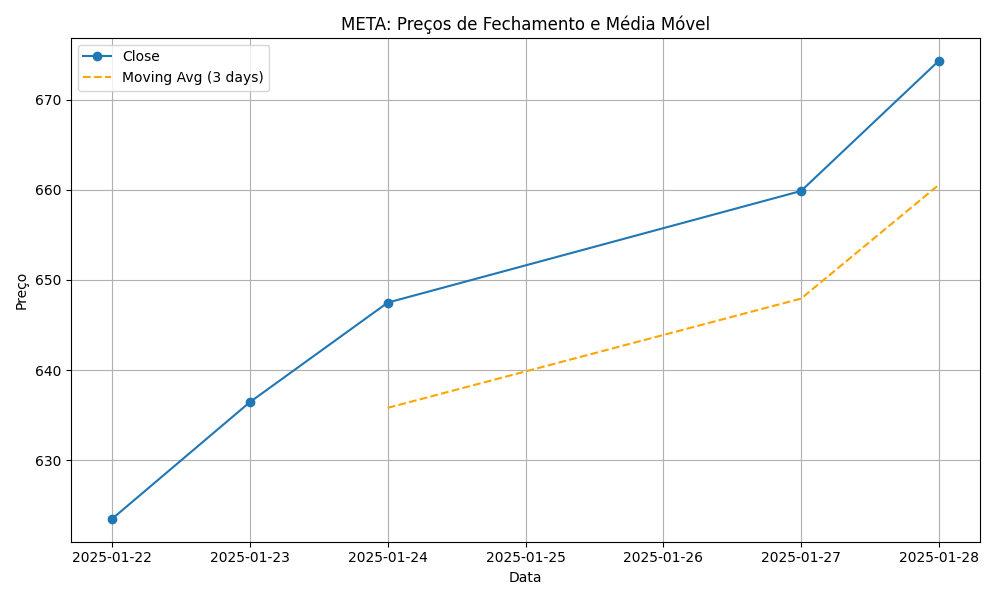 META: Preços de Fechamento e Média Móvel
Close
Moving Avg (3 days)
670
660
650
640
630
Preço
2025-01-22
2025-01-23
2025-01-24
2025-01-25
2025-01-26
2025-01-27
2025-01-28
Data